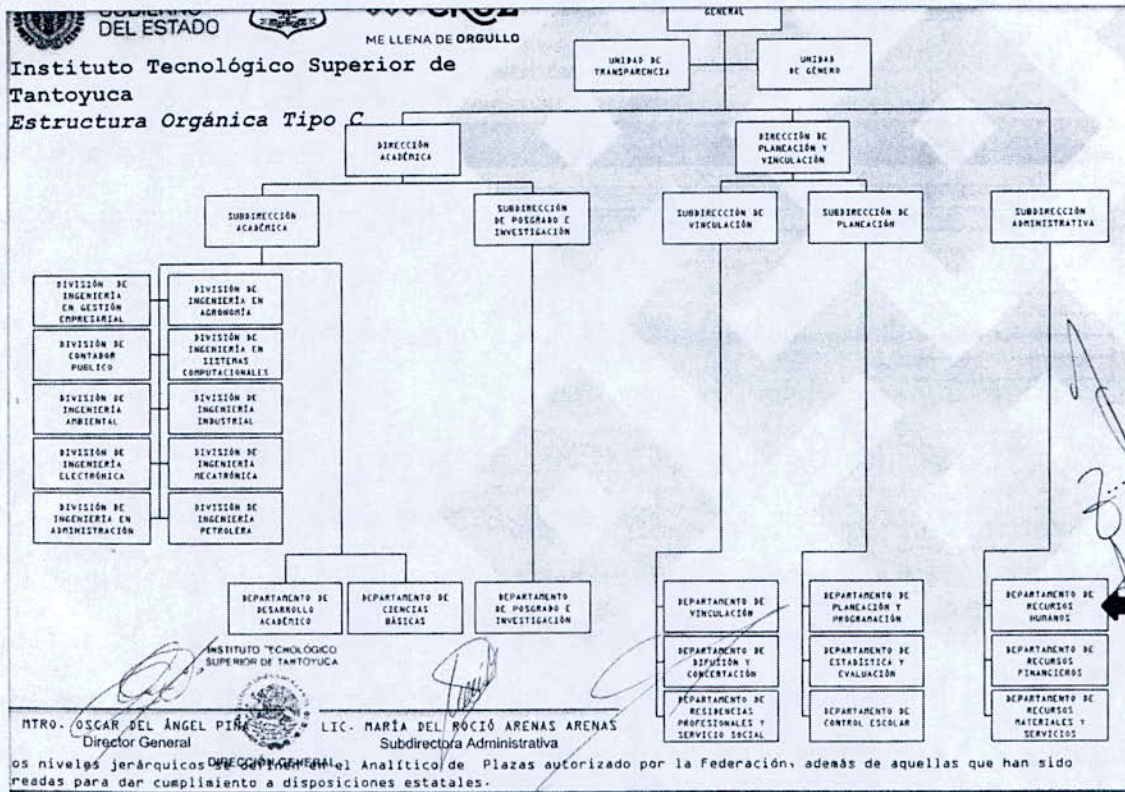 DEL ESTADO
ME LLENA DE ORGULLO
Instituto Tecnológico Superior de
Tantoyuca
Estructura Orgánica Tipo C
GENERAL
UNIDAD DE
TRANSPARENCIA
UNIDAD
DE GÉNERO
DIRECCIÓN
ACADÉMICA
DIRECCIÓN DE
PLANEACIÓN Y
VINCULACIÓN
SUBDIRECCIÓN
ACADÉMICA
SUBDIRECCIÓN
DE POSGRADO E
INVESTIGACIÓN
SUBDIRECCIÓN DE
VINCULACIÓN
SUBDIRECCIÓN DE
PLANEACIÓN
SUBDIRECCIÓN
ADMINISTRATIVA
DIVISIÓN DE
INGENIERÍA
EN GESTIÓN
EMPRESARIAL
DIVISIÓN DE
INGENIERÍA EN
AGRONOMÍA
DIVISIÓN DE
CONTADOR
PUBLICO
DIVISIÓN DE
INGENIERÍA EN
SISTEMAS
COMPUTACIONALES
DIVISIÓN DE
INGENIERÍA
AMBIENTAL
DIVISIÓN DE
INGENIERÍA
INDUSTRIAL
DIVISIÓN DE
INGENIERÍA
ELECTRÓNICA
DIVISIÓN DE
INGENIERÍA
MECATRÓNICA
DIVISIÓN DE
INGENIERÍA EN
ADMINISTRACIÓN
DIVISIÓN DE
INGENIERÍA
PETROLERA
DEPARTAMENTO DE
DESARROLLO
ACADÉMICO
DEPARTAMENTO DE
CIENCIAS
BÁSICAS
DEPARTAMENTO
DE POSGRADO E
INVESTIGACIÓN
DEPARTAMENTO DE
VINCULACIÓN
DEPARTAMENTO DE
PLANEACIÓN Y
PROGRAMACIÓN
DEPARTAMENTO DE
RECURSOS
HUMANOS
DEPARTAMENTO DE
DIFUSIÓN Y
CONCERTACIÓN
DEPARTAMENTO DE
ESTADÍSTICA Y
EVALUACIÓN
DEPARTAMENTO DE
RECURSOS
FINANCIEROS
DEPARTAMENTO DE
RESIDENCIAS
PROFESIONALES Y
SERVICIO SOCIAL
DEPARTAMENTO DE
CONTROL ESCOLAR
DEPARTAMENTO DE
RECURSOS
MATERIALES Y
SERVICIOS
INSTITUTO TECNOLOGICO
SUPERIOR DE TANTOYUCA
MTRO. OSCAR DEL ÁNGEL
Director General
LIC. MARÍA DEL ROCIÓ ARENAS ARENAS
Subdirectora Administrativa
DIRECCIÓN GENERAL
os niveles jerárquicos se definen en el Analítico de Plazas autorizado por la Federación, además de aquellas que han sido
readas para dar cumplimiento a disposiciones estatales.